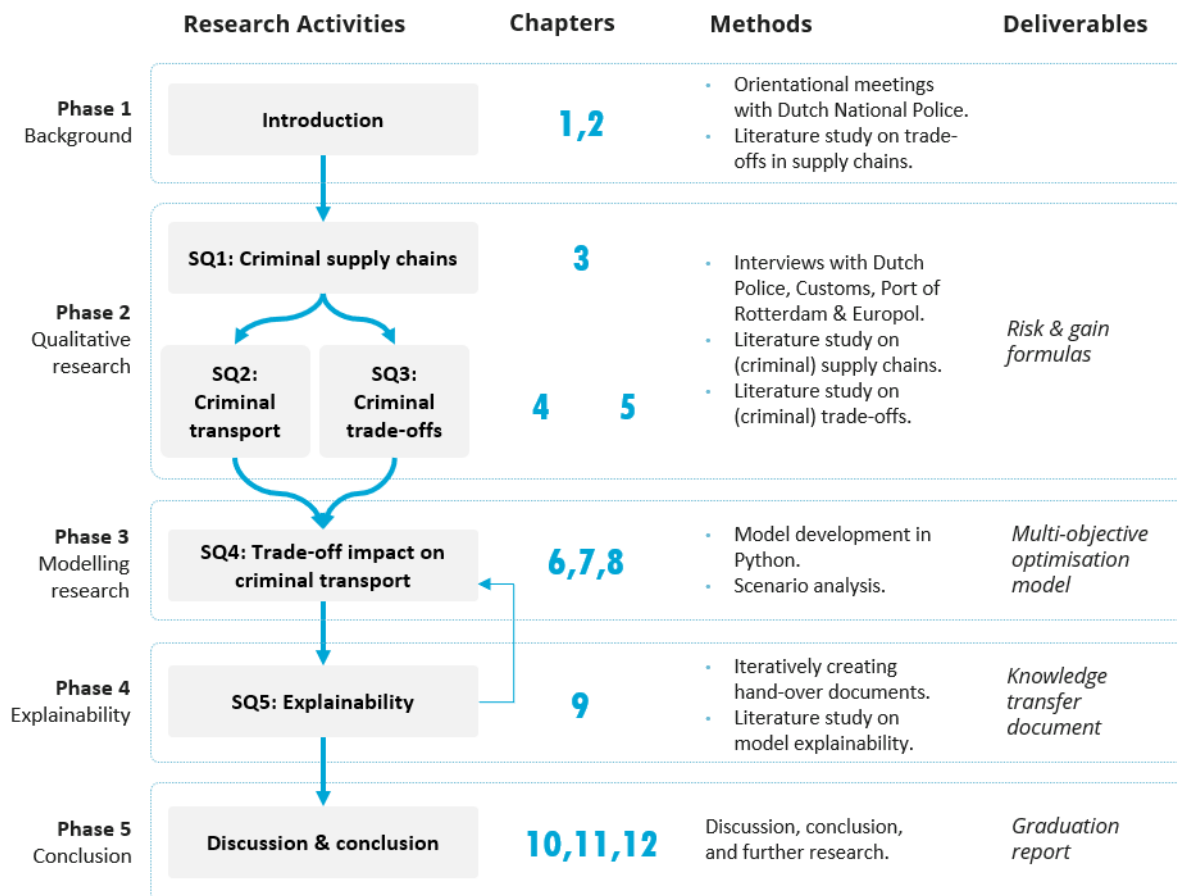 Research Activities
Chapters
Methods
Deliverables
Phase 1
Background
Introduction
1,2
• Orientational meetings
with Dutch National Police.
• Literature study on trade-
offs in supply chains.
Phase 2
Qualitative
research
SQ1: Criminal supply chains
3
SQ2:
Criminal
transport
SQ3:
Criminal
trade-offs
4
5
• Interviews with Dutch
Police, Customs, Port of
Rotterdam & Europol.
• Literature study on
(criminal) supply chains.
• Literature study on
(criminal) trade-offs.
Risk & gain
formulas
Phase 3
Modelling
research
SQ4: Trade-off impact on
criminal transport
6,7,8
• Model development in
Python.
• Scenario analysis.
Multi-objective
optimisation
model
Phase 4
Explainability
SQ5: Explainability
9
• Iteratively creating
hand-over documents.
• Literature study on
model explainability.
Knowledge
transfer
document
Phase 5
Conclusion
Discussion & conclusion
10,11,12
Discussion, conclusion,
and further research.
Graduation
report